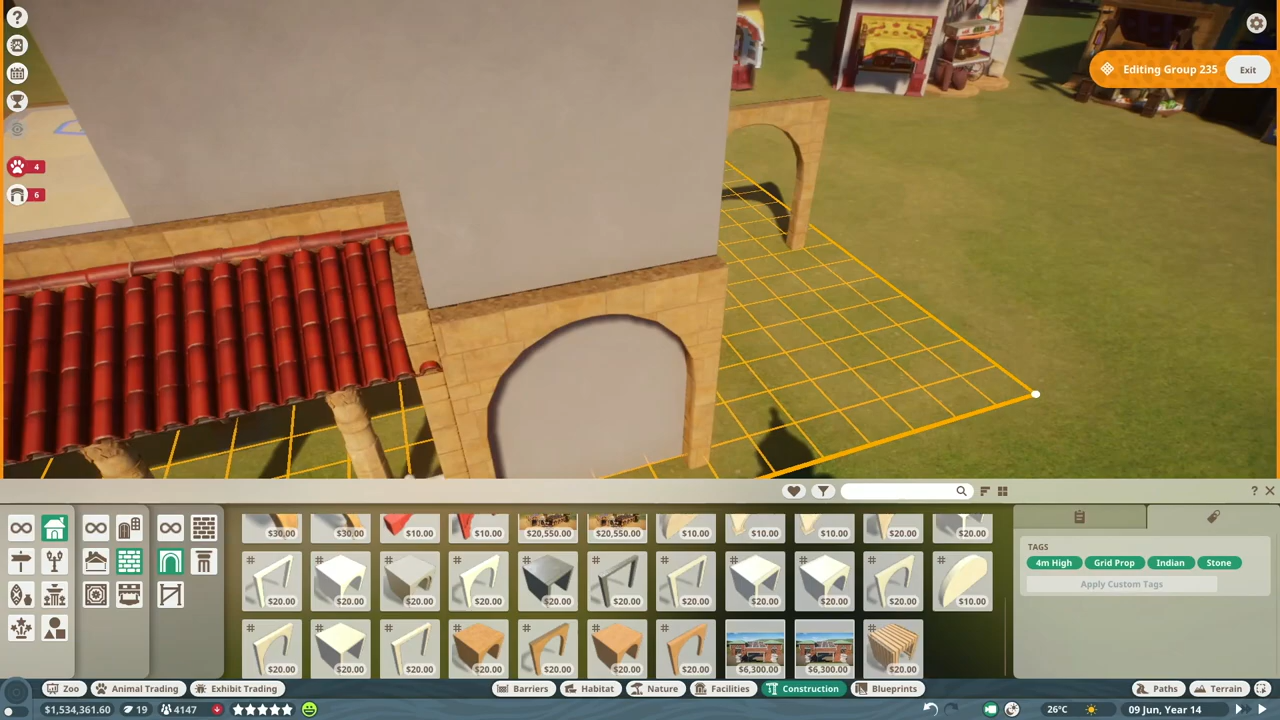 Editing Group 235
Exit
4
6
$30.00
$30.00
$10.00
$10.00
$20,550.00
$20,550.00
$10.00
$10.00
$10.00
$20.00
$20.00
$20.00
$20.00
$20.00
$20.00
$20.00
$20.00
$20.00
$20.00
$20.00
$20.00
$10.00
$20.00
$20.00
$20.00
$20.00
$20.00
$20.00
$20.00
$6,300.00
$6,300.00
$20.00
TAGS
4m High
Grid Prop
Indian
Stone
Apply Custom Tags
Zoo
Animal Trading
Exhibit Trading
Barriers
Habitat
Nature
Facilities
Construction
Blueprints
Paths
Terrain
$1,534,361.60
19
4147
26°C
09 Jun, Year 14